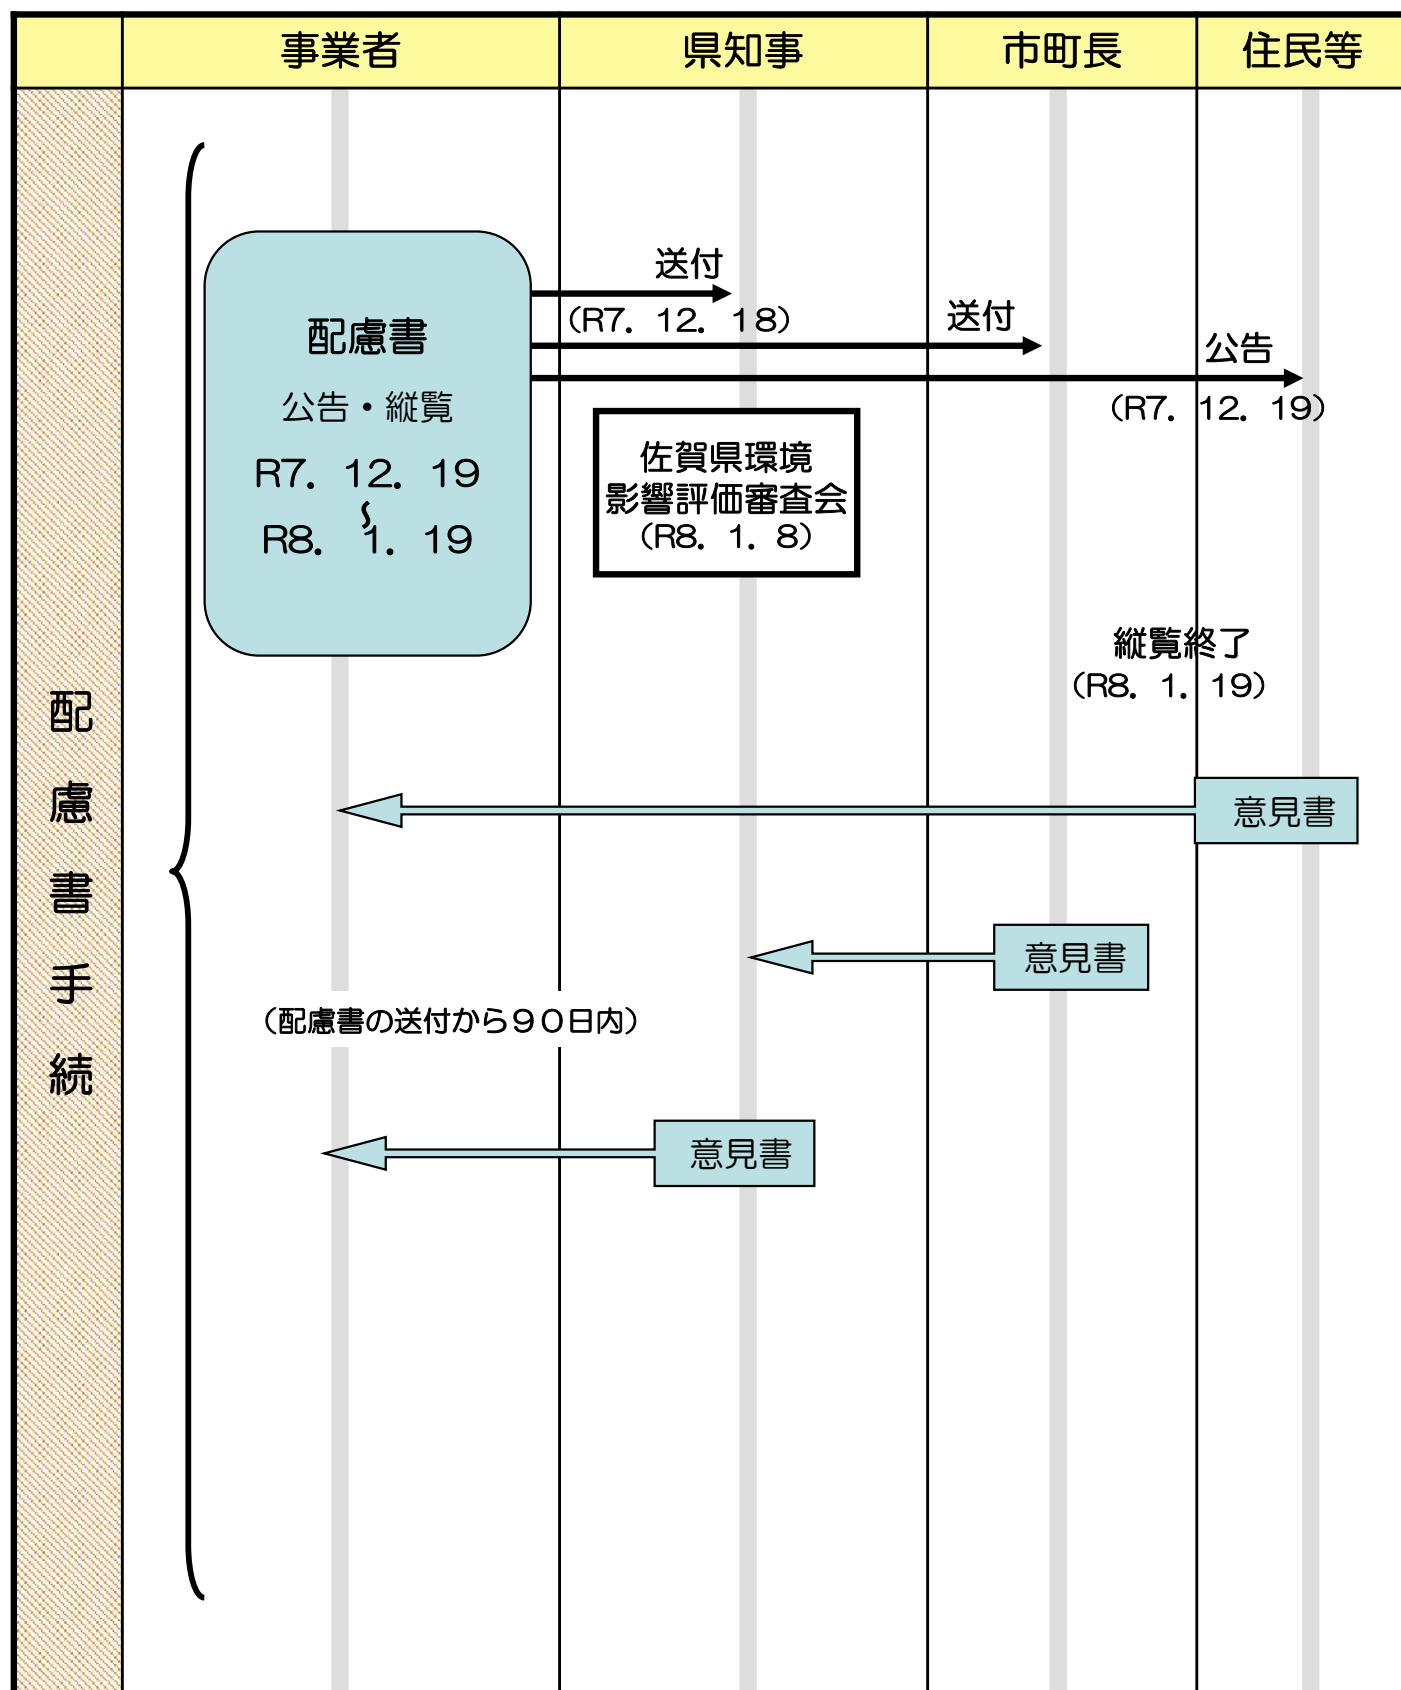 事業者
県知事
市町長
住民等
配慮書手続
配慮書
公告・縦覧
R7. 12. 19
~
R8. 1. 19
送付
(R7. 12. 18)
送付
公告
(R7. 12. 19)
佐賀県環境
影響評価審査会
(R8. 1. 8)
縦覧終了
(R8. 1. 19)
意見書
意見書
(配慮書の送付から90日内)
意見書